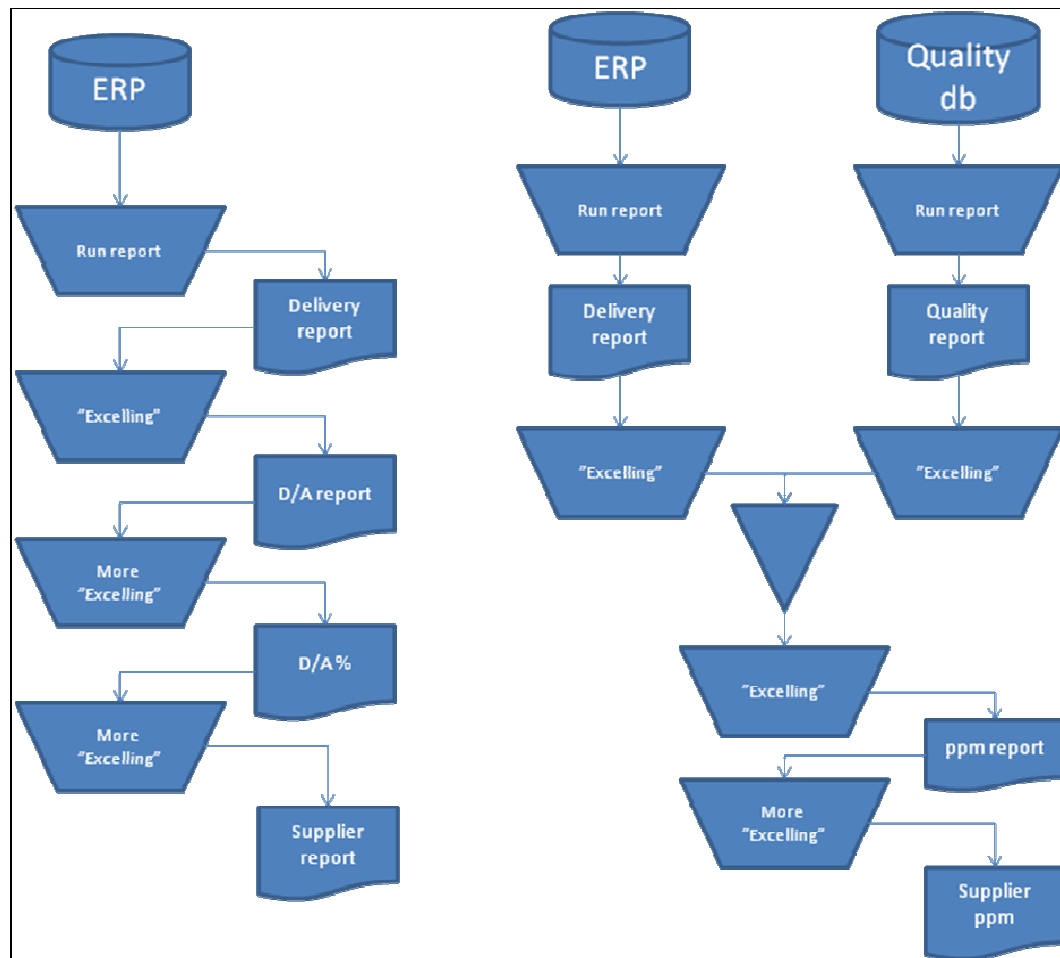 ERP
Run report
Delivery
report
"Excelling"
D/A report
More
"Excelling"
D/A %
More
"Excelling"
Supplier
report
ERP
Quality
db
Run report
Run report
Delivery
report
Quality
report
"Excelling"
"Excelling"
"Excelling"
ppm report
More
"Excelling"
Supplier
ppm